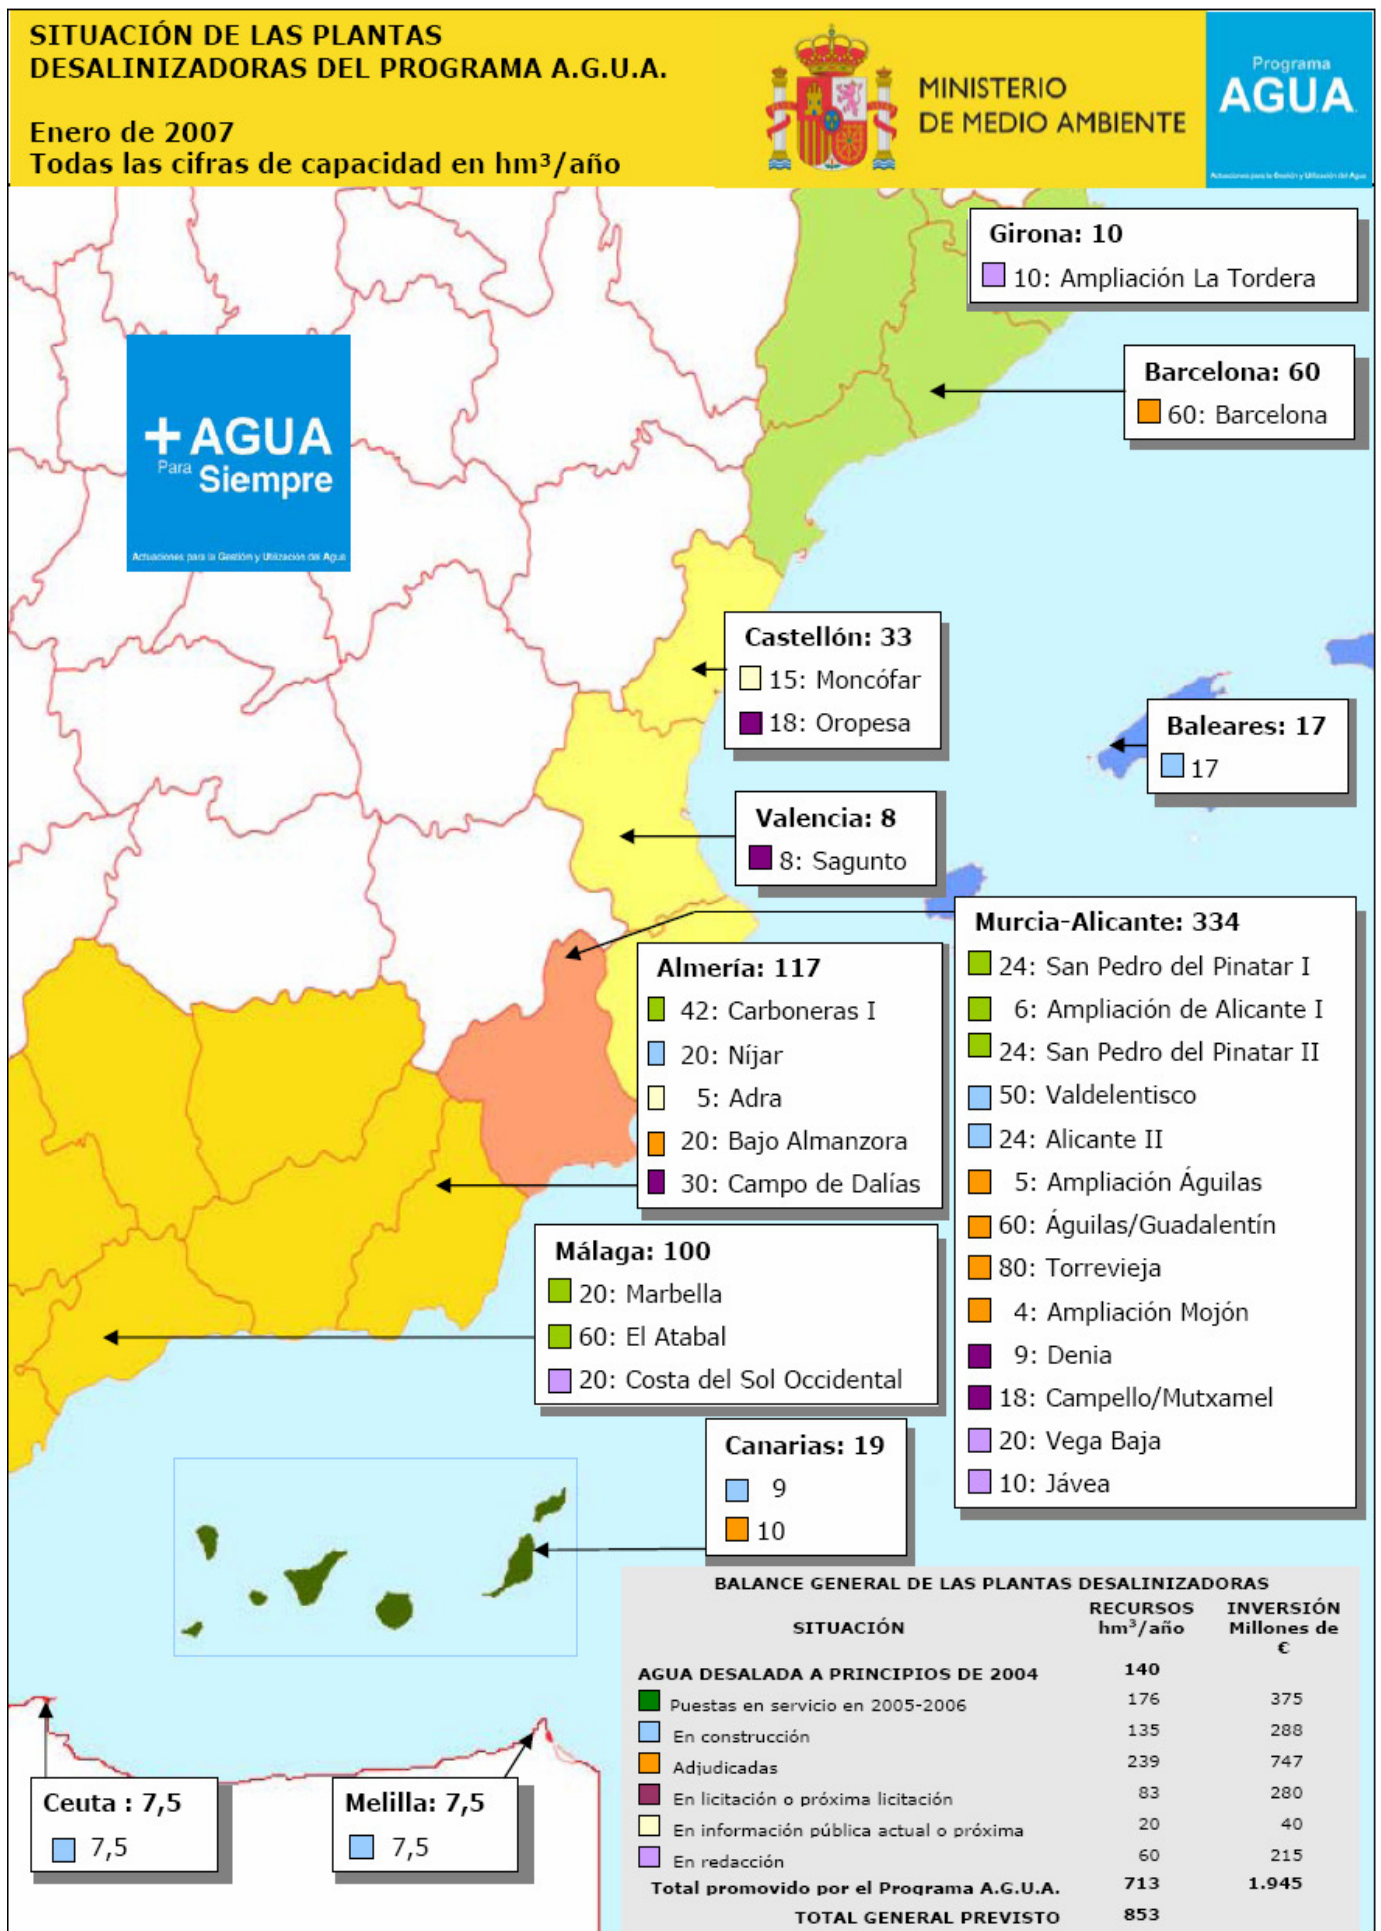 SITUACIÓN DE LAS PLANTAS
DESALINIZADORAS DEL PROGRAMA A.G.U.A.
Enero de 2007
Todas las cifras de capacidad en hm³/año
MINISTERIO
DE MEDIO AMBIENTE
Programa
AGUA
Actuaciones para la Gestión y Utilización del Agua
+ AGUA
Para Siempre
Actuaciones para la Gestión y Utilización del Agua
Girona: 10
10: Ampliación La Tordera
Barcelona: 60
60: Barcelona
Castellón: 33
15: Moncófar
18: Oropesa
Baleares: 17
17
Valencia: 8
8: Sagunto
Murcia-Alicante: 334
24: San Pedro del Pinatar I
6: Ampliación de Alicante I
24: San Pedro del Pinatar II
50: Valdelentisco
24: Alicante II
5: Ampliación Águilas
60: Águilas/Guadalentín
80: Torrevieja
4: Ampliación Mojón
9: Denia
18: Campello/Mutxamel
20: Vega Baja
10: Jávea
Almería: 117
42: Carboneras I
20: Níjar
5: Adra
20: Bajo Almanzora
30: Campo de Dalías
Málaga: 100
20: Marbella
60: El Atabal
20: Costa del Sol Occidental
Canarias: 19
9
10
Ceuta : 7,5
7,5
Melilla: 7,5
7,5
BALANCE GENERAL DE LAS PLANTAS DESALINIZADORAS
SITUACIÓN RECURSOS hm³/año INVERSIÓN Millones de €
AGUA DESALADA A PRINCIPIOS DE 2004 140
Puestas en servicio en 2005-2006 176 375
En construcción 135 288
Adjudicadas 239 747
En licitación o próxima licitación 83 280
En información pública actual o próxima 20 40
En redacción 60 215
Total promovido por el Programa A.G.U.A. 713 1.945
TOTAL GENERAL PREVISTO 853